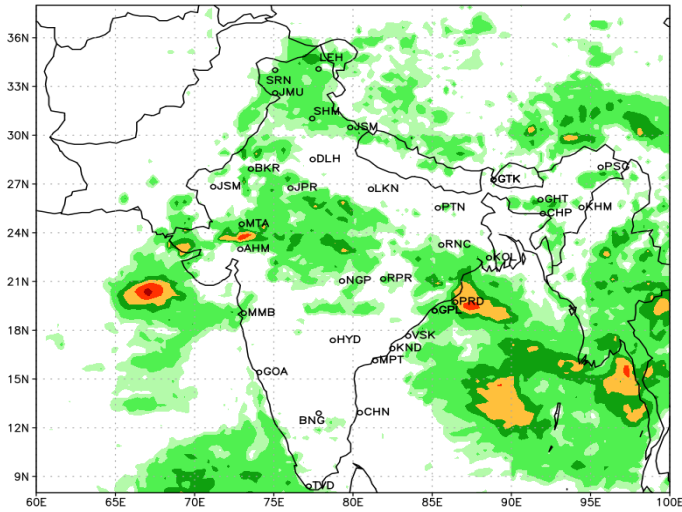 36N
LEH
33N
SRN
JMU
SHM
30N
JSM
DLH
BKR
PSG
27N
JSM
JPR
LKN
GTK
PTN
GHT
CHP
KHM
24N
MTA
AHM
RNC
KOL
21N
NGP
RPR
PRD
GPL
18N
MMB
HYD
VSK
KND
MPT
15N
GOA
BNG
CHN
12N
9N
TVD
60E 65E 70E 75E 80E 85E 90E 95E 100E